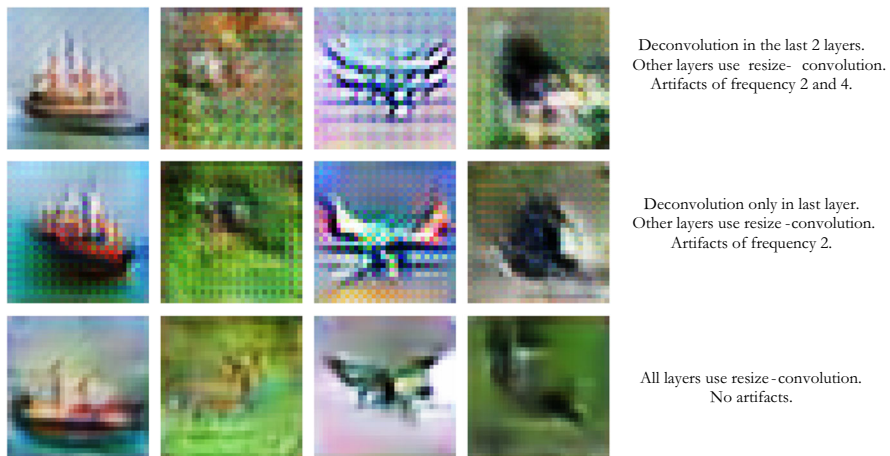 Deconvolution in the last 2 layers.
Other layers use resize- convolution.
Artifacts of frequency 2 and 4.
Deconvolution only in last layer.
Other layers use resize -convolution.
Artifacts of frequency 2.
All layers use resize-convolution.
No artifacts.